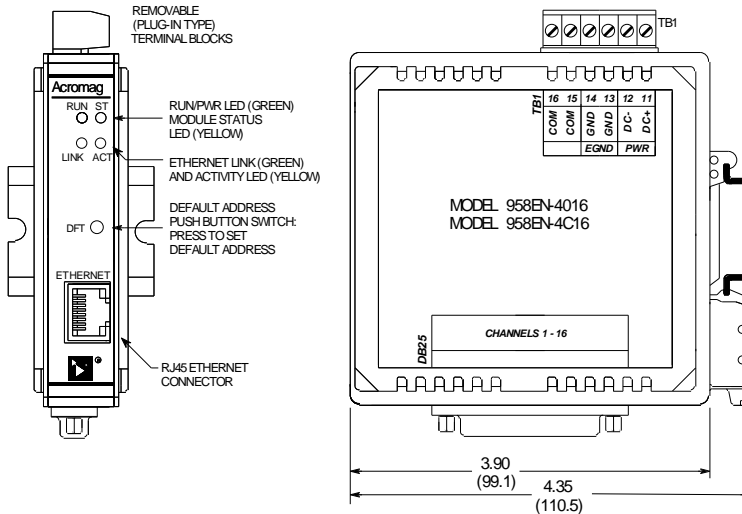 REMOVABLE
(PLUG-IN TYPE)
TERMINAL BLOCKS
Acromag
RUN ST
LINK ACT
RUN/PWR LED (GREEN)
MODULE STATUS
LED (YELLOW)
ETHERNET LINK (GREEN)
AND ACTIVITY LED (YELLOW)
DEFAULT ADDRESS
PUSH BUTTON SWITCH:
PRESS TO SET
DEFAULT ADDRESS
DFT
ETHERNET
RJ45 ETHERNET
CONNECTOR
TB1
TB1
16 15 14 13 12 11
COM COM GND GND DC- DC+
EGND PWR
MODEL 958EN-4016
MODEL 958EN-4C16
DB25
CHANNELS 1 - 16
3.90
(99.1)
4.35
(110.5)